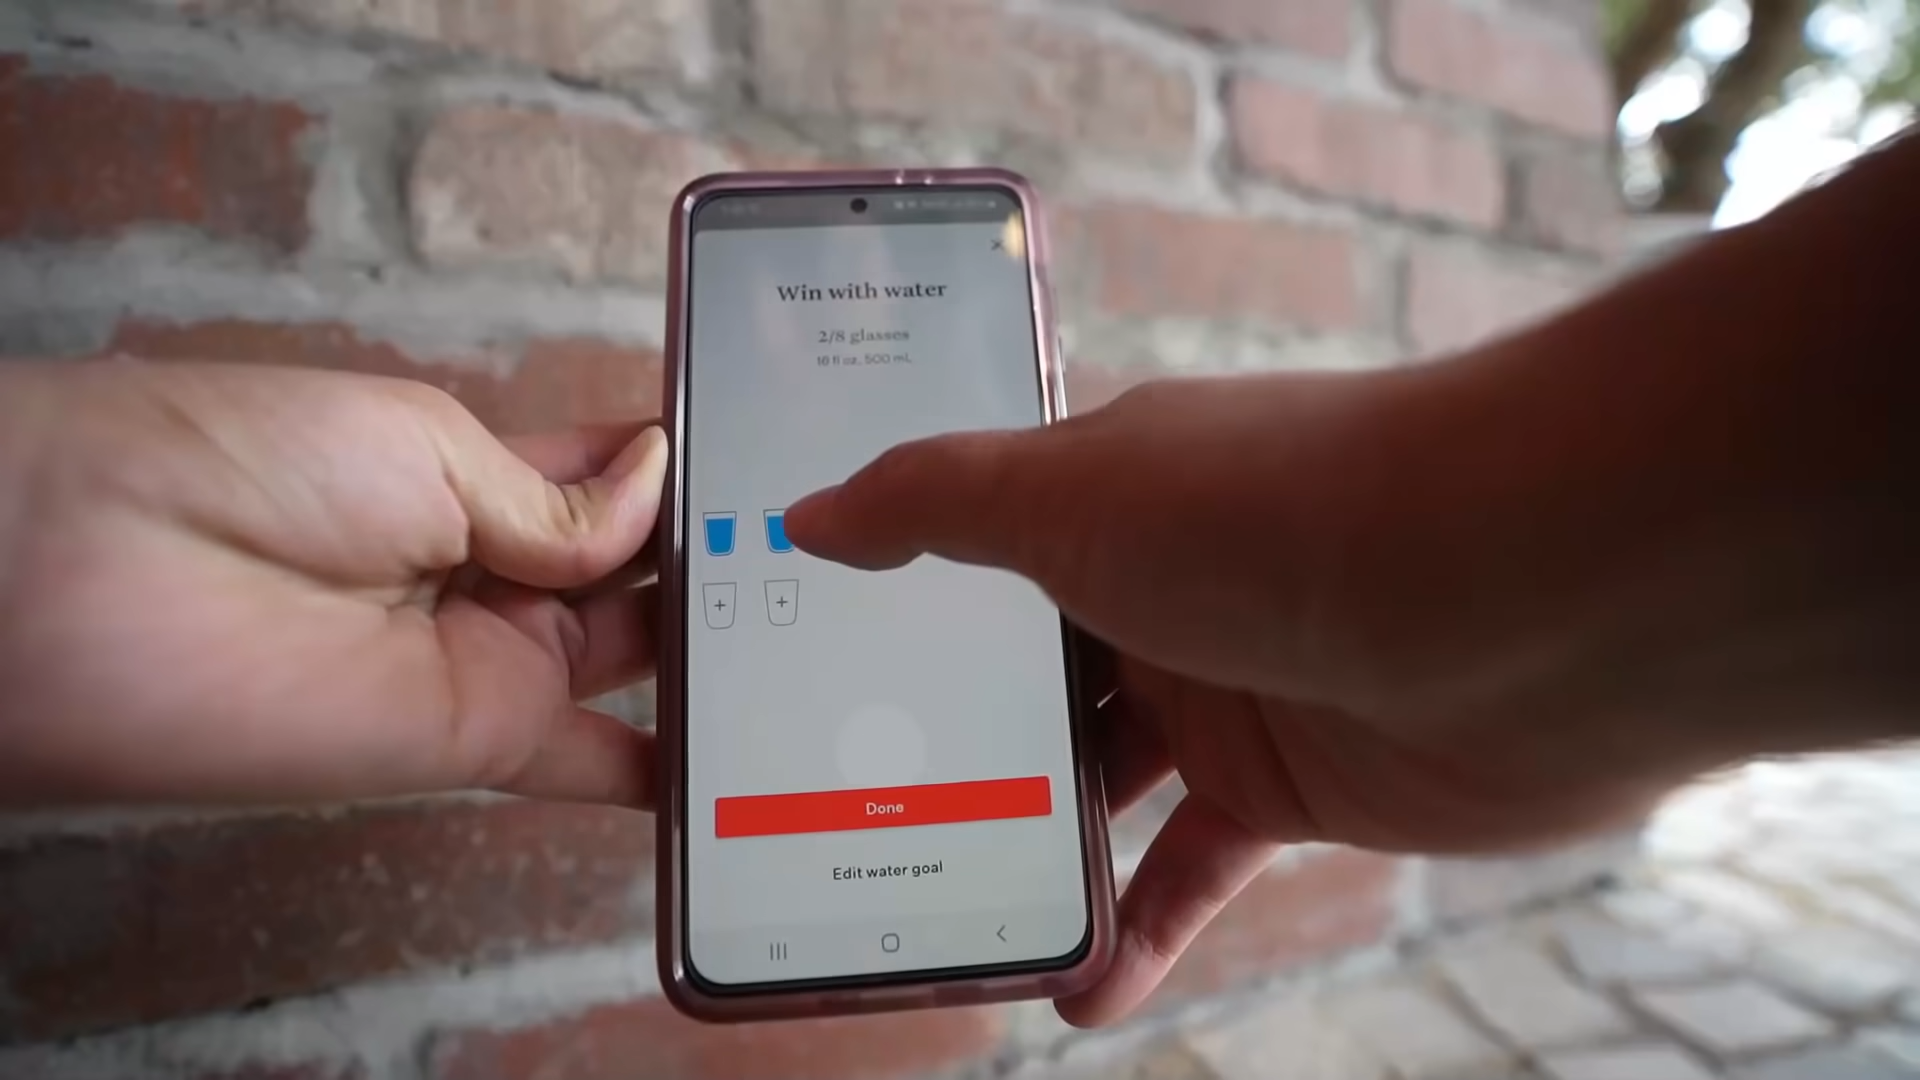 Win with water
2/8 glasses
16 fl oz, 500 mL
+ +
Done
Edit water goal